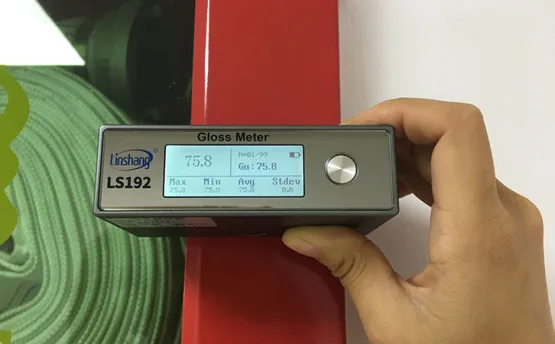 Gloss Meter
Linshang®
LS192
75.8
N=01/99
Gu:75.8
Max Min Avg Stdev
75.8 75.8 75.8 0.0